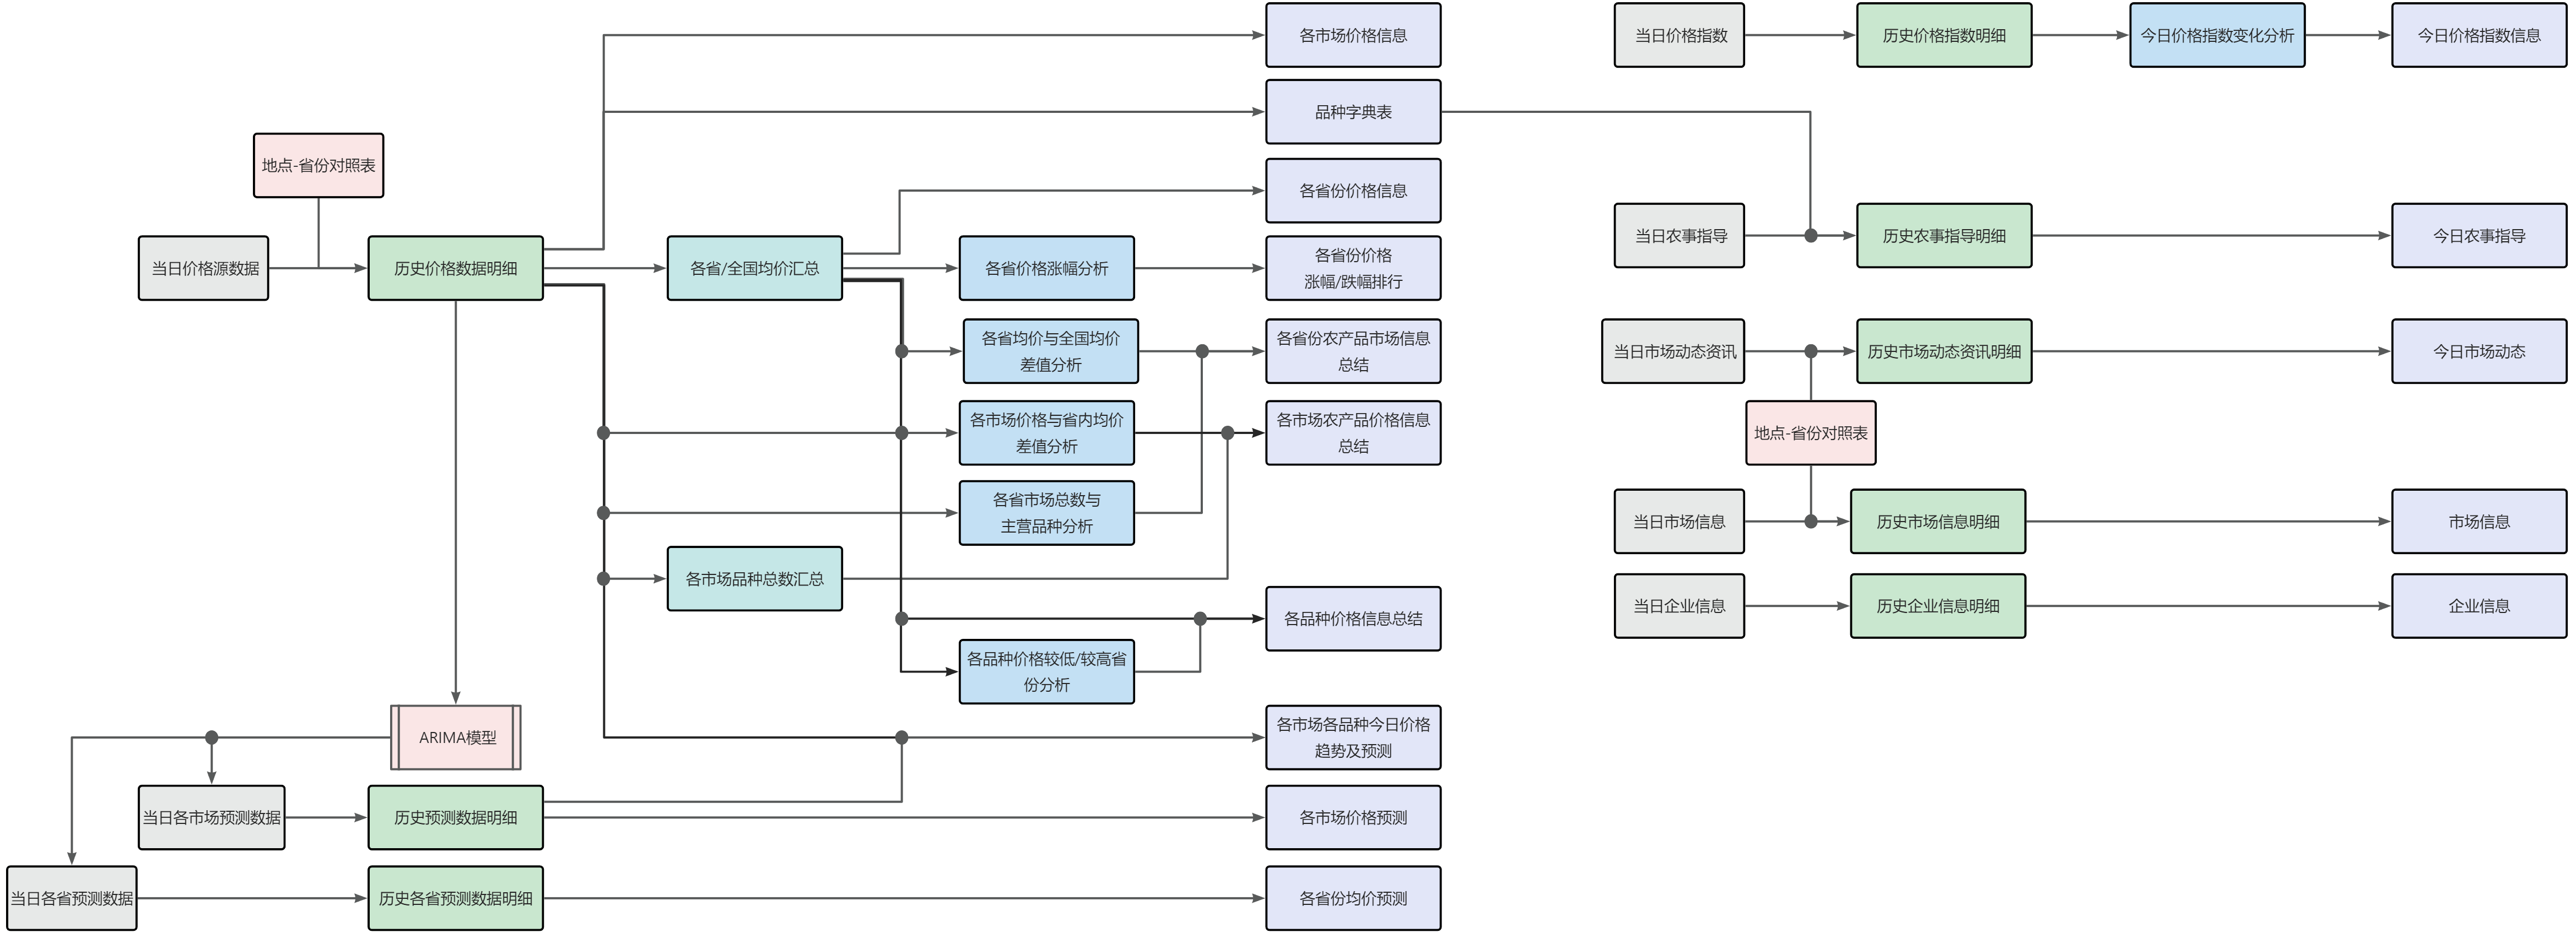 各市场价格信息
当日价格指数
历史价格指数明细
今日价格指数变化分析
今日价格指数信息
品种字典表
地点-省份对照表
各省份价格信息
当日农事指导
历史农事指导明细
今日农事指导
当日价格源数据
历史价格数据明细
各省/全国均价汇总
各省价格涨幅分析
各省份价格
涨幅/跌幅排行
各省均价与全国均价
差值分析
各省份农产品市场信息
总结
当日市场动态资讯
历史市场动态资讯明细
今日市场动态
各市场价格与省内均价
差值分析
各市场农产品价格信息
总结
地点-省份对照表
各省市场总数与
主营品种分析
当日市场信息
历史市场信息明细
市场信息
各市场品种总数汇总
各品种价格信息总结
当日企业信息
历史企业信息明细
企业信息
各品种价格较低/较高省
份分析
ARIMA模型
各市场各品种今日价格
趋势及预测
当日各市场预测数据
历史预测数据明细
各市场价格预测
当日各省预测数据
历史各省预测数据明细
各省份均价预测